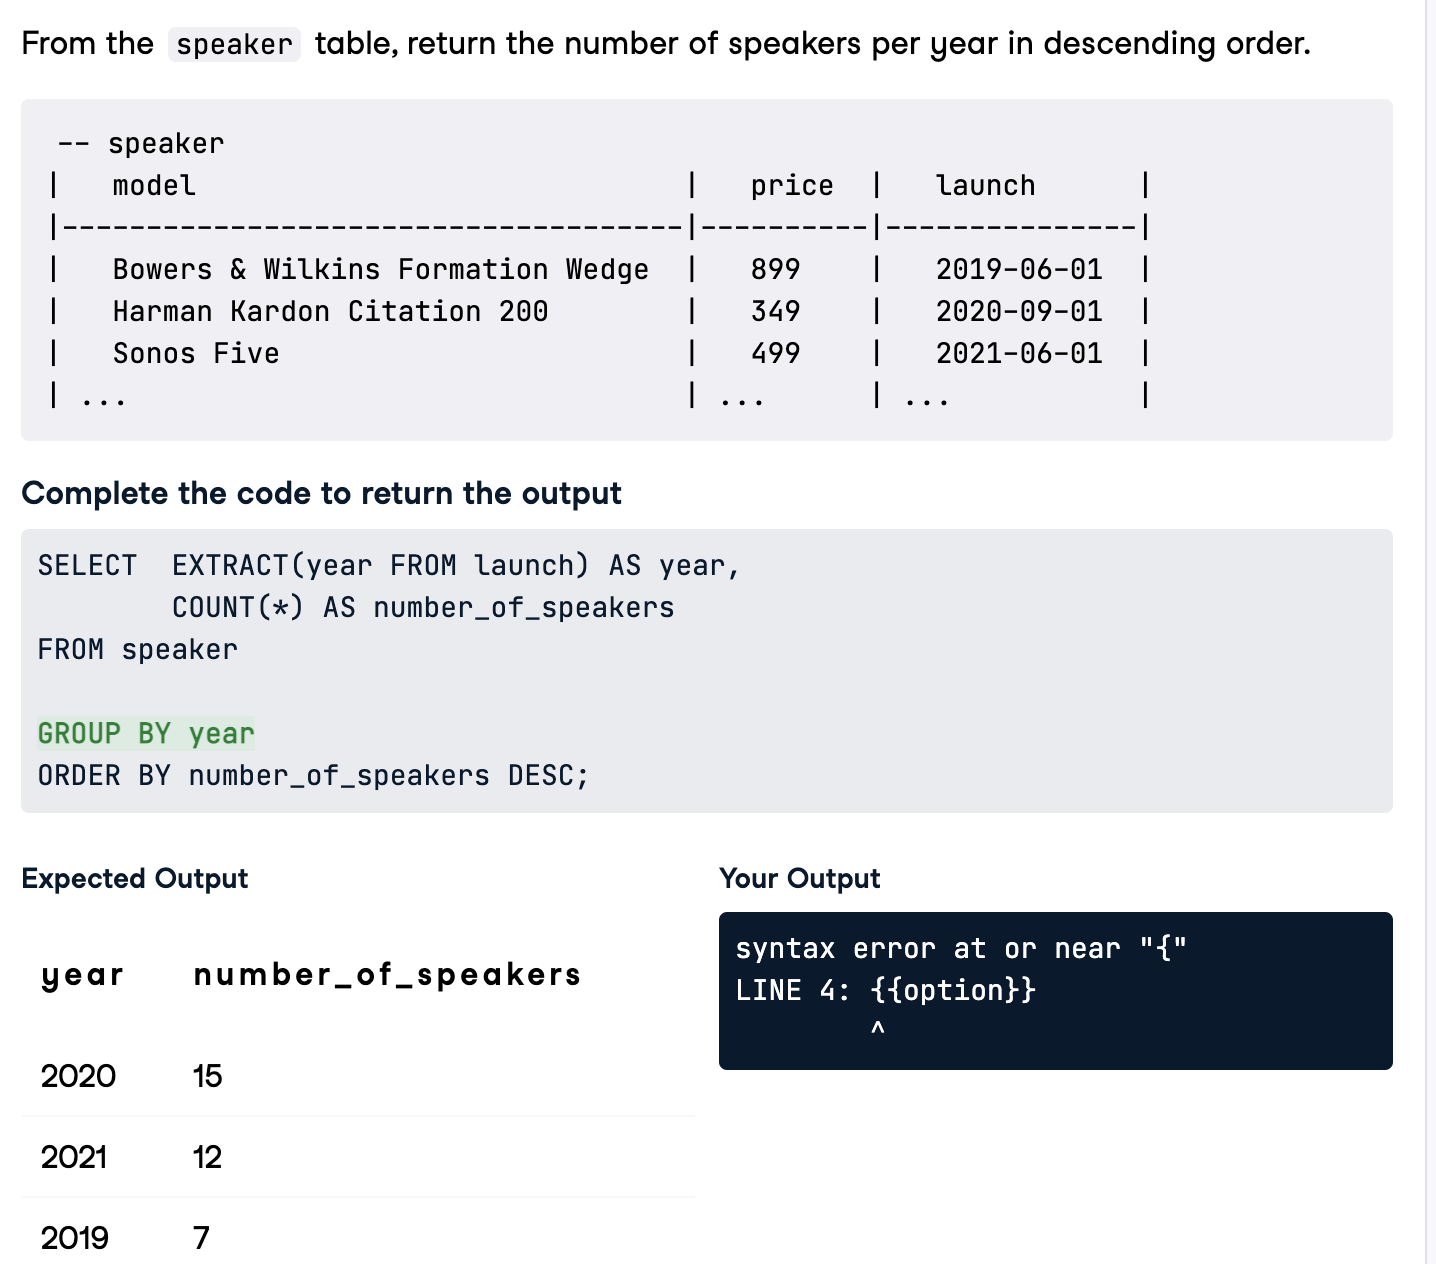 From the speaker table, return the number of speakers per year in descending order.
-- speaker
|   model                             |   price  |   launch      |
|-------------------------------------|----------|---------------|
|   Bowers & Wilkins Formation Wedge  |   899    |   2019-06-01  |
|   Harman Kardon Citation 200        |   349    |   2020-09-01  |
|   Sonos Five                        |   499    |   2021-06-01  |
| ...                                 | ...      | ...           |
Complete the code to return the output
SELECT  EXTRACT(year FROM launch) AS year,
        COUNT(*) AS number_of_speakers
FROM speaker
GROUP BY year
ORDER BY number_of_speakers DESC;
Expected Output
year number_of_speakers
2020 15
2021 12
2019 7
Your Output
syntax error at or near "{"
LINE 4: {{option}}
        ^